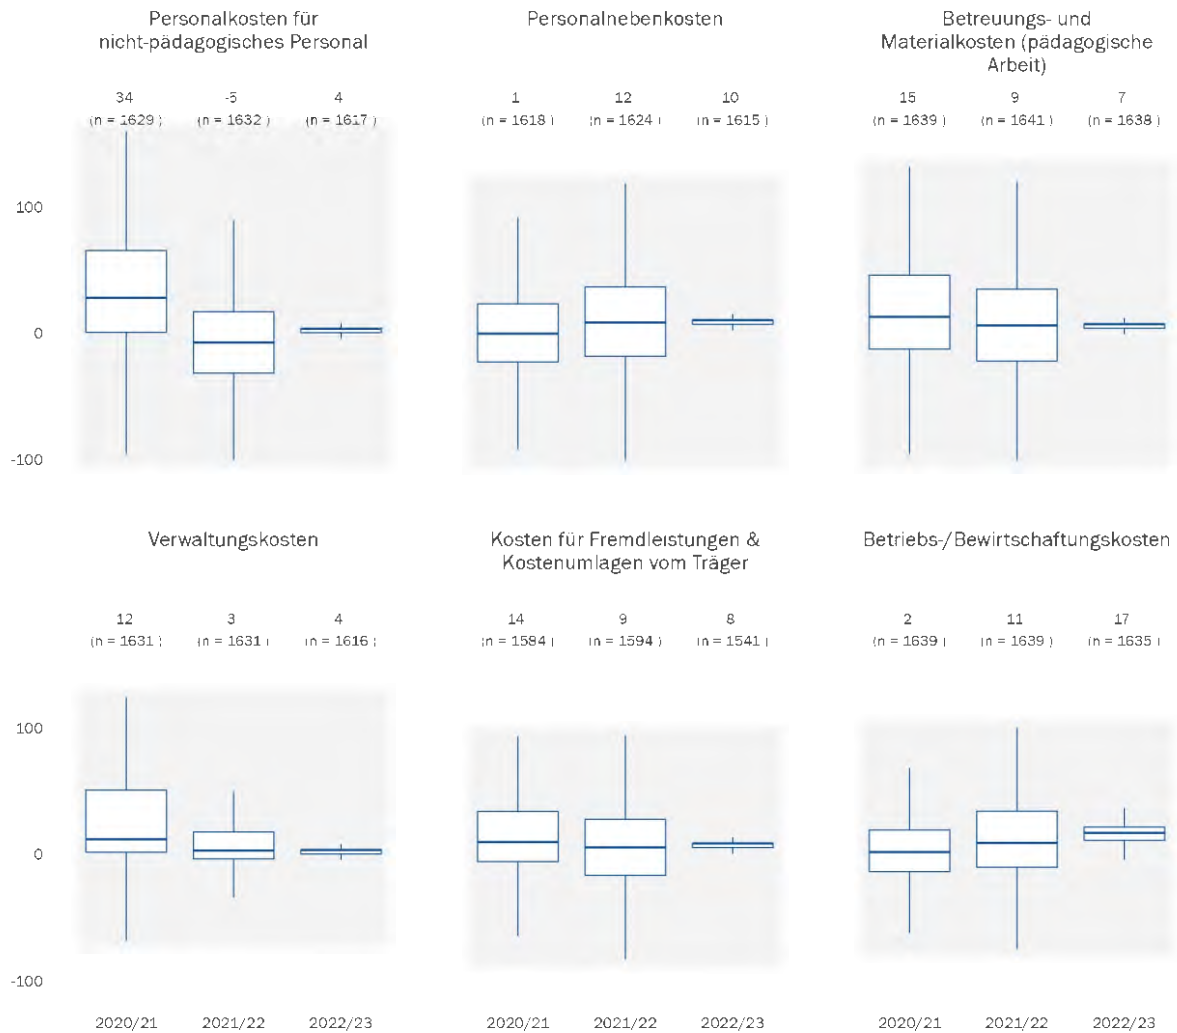 Personalkosten für
nicht-pädagogisches Personal
Personalnebenkosten
Betreuungs- und
Materialkosten (pädagogische
Arbeit)
34 -5 4
(n = 1629) (n = 1632) (n = 1617)
1 12 10
(n = 1618) (n = 1624) (n = 1615)
15 9 7
(n = 1639) (n = 1641) (n = 1638)
100
0
-100
Verwaltungskosten
Kosten für Fremdleistungen &
Kostenumlagen vom Träger
Betriebs-/Bewirtschaftungskosten
12 3 4
(n = 1631) (n = 1631) (n = 1616)
14 9 8
(n = 1594) (n = 1594) (n = 1541)
2 11 17
(n = 1639) (n = 1639) (n = 1635)
100
0
-100
2020/21 2021/22 2022/23
2020/21 2021/22 2022/23
2020/21 2021/22 2022/23